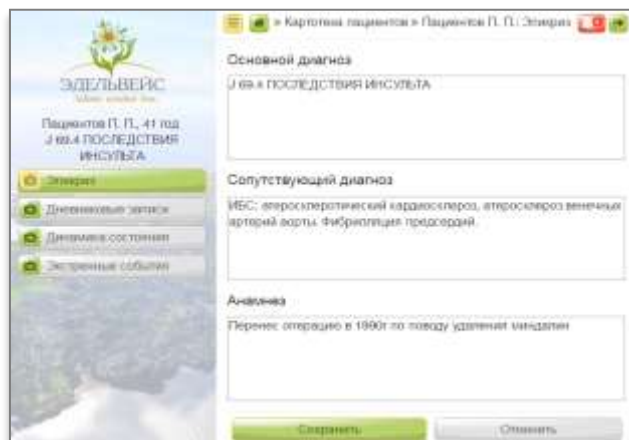 ЭДЕЛЬВЕЙС
Пациентов П. П., 41 год
J 69.4 ПОСЛЕДСТВИЯ
ИНСУЛЬТА
Эпикриз
Дневниковые записи
Динамика состояния
Экстренные события
» Картотека пациентов » Пациентов П. П.: Эпикриз
Основной диагноз
J 69.4 ПОСЛЕДСТВИЯ ИНСУЛЬТА
Сопутствующий диагноз
ИБС: атеросклеротический кардиосклероз, атеросклероз венечных
артерий аорты. Фибрилляция предсердий.
Анамнез
Перенес операцию в 1990г по поводу удаления миндалин
Сохранить
Отменить